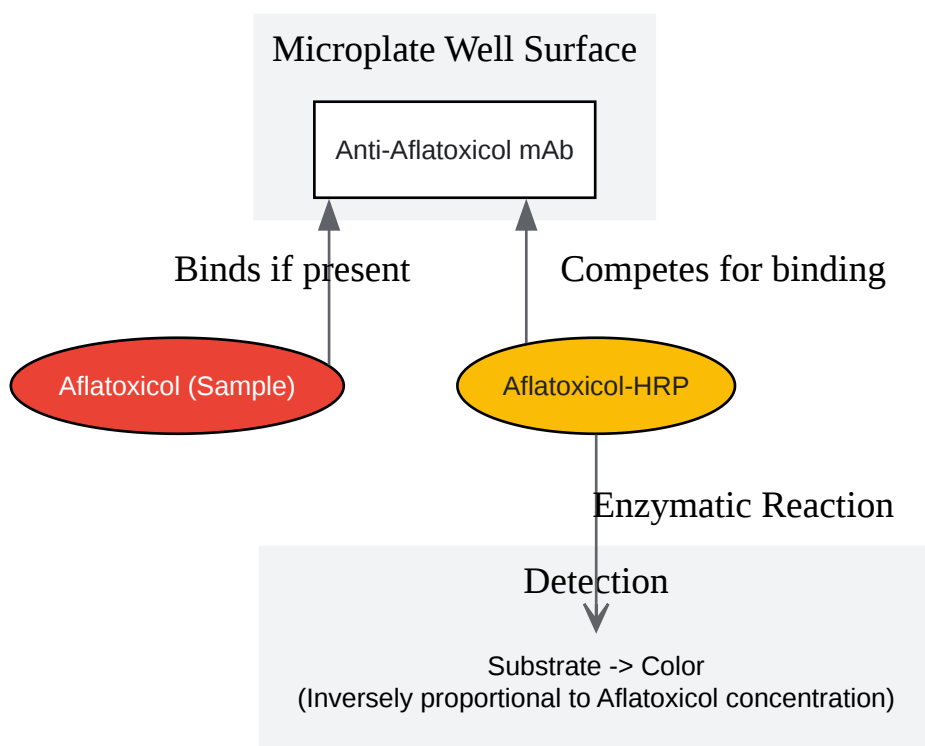 Microplate Well Surface
Anti-Aflatoxicol mAb
Binds if present
Competes for binding
Aflatoxicol (Sample)
Aflatoxicol-HRP
Enzymatic Reaction
Detection
Substrate -> Color
(Inversely proportional to Aflatoxicol concentration)